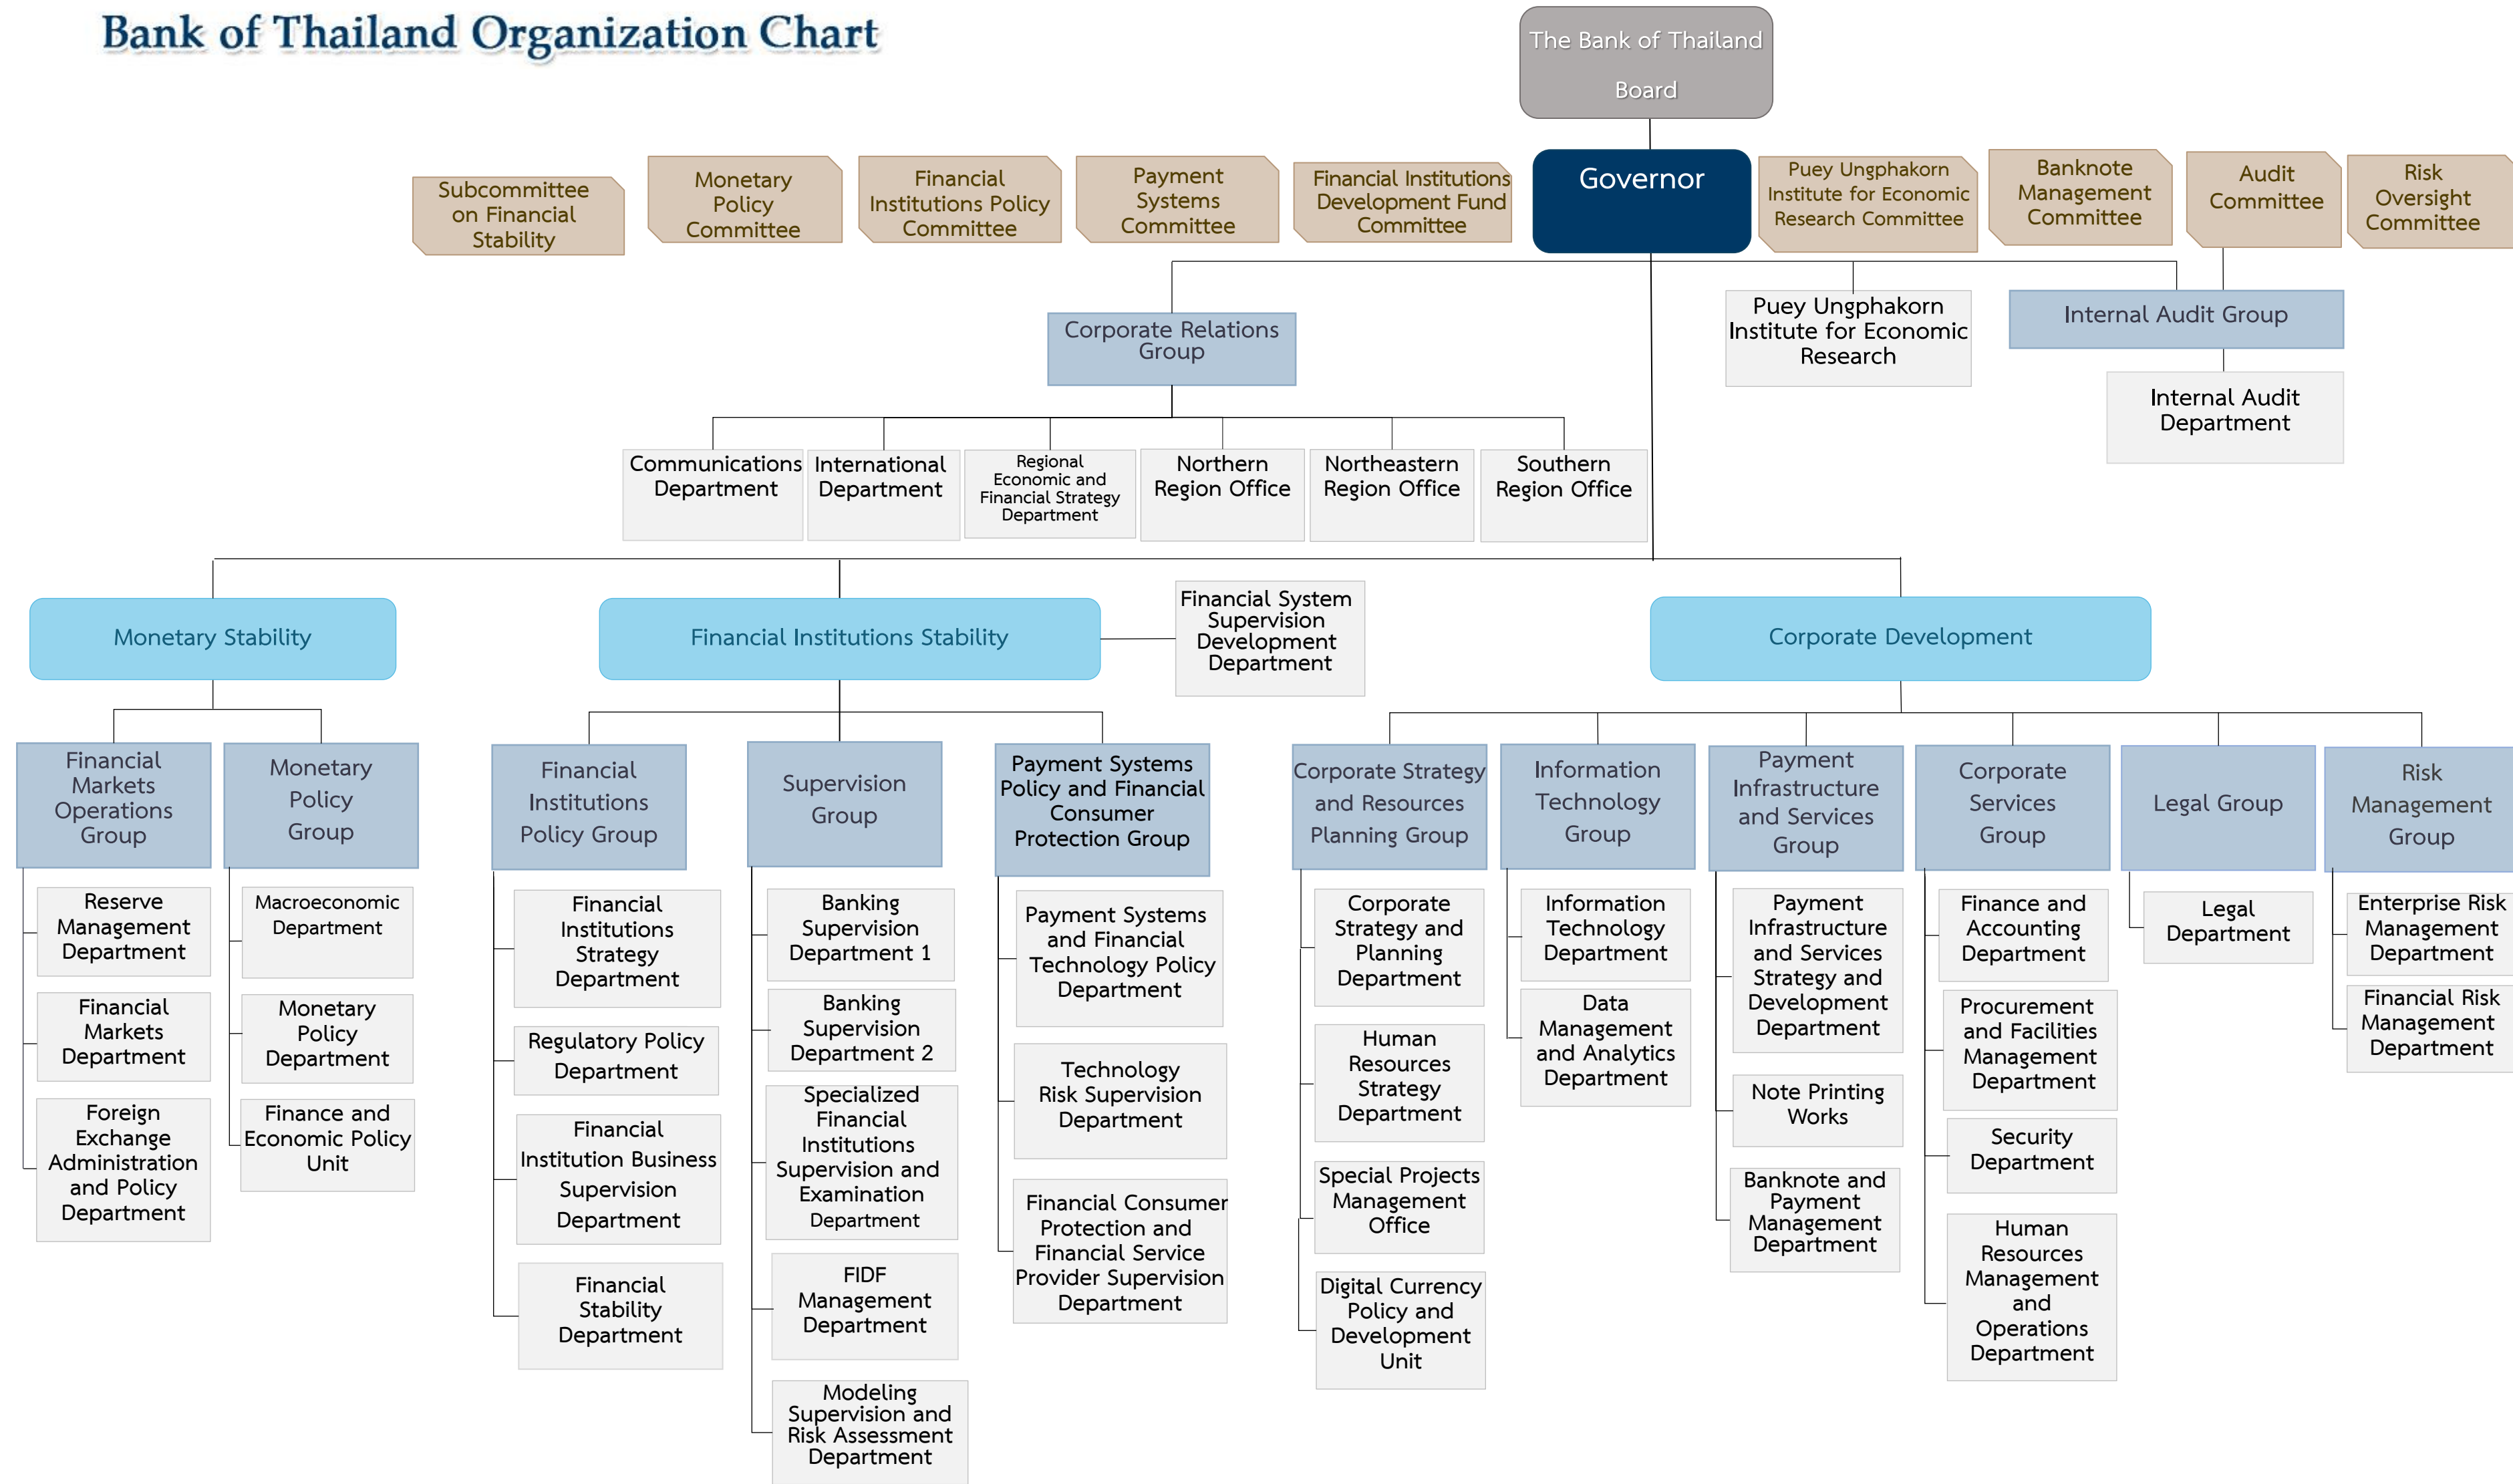 Bank of Thailand Organization Chart
The Bank of Thailand
Board
Subcommittee
on Financial
Stability
Monetary
Policy
Committee
Financial
Institutions Policy
Committee
Payment
Systems
Committee
Financial Institutions
Development Fund
Committee
Governor
Puey Ungphakorn
Institute for Economic
Research Committee
Banknote
Management
Committee
Audit
Committee
Risk
Oversight
Committee
Corporate Relations
Group
Puey Ungphakorn
Institute for Economic
Research
Internal Audit Group
Internal Audit
Department
Communications
Department
International
Department
Regional
Economic and
Financial Strategy
Department
Northern
Region Office
Northeastern
Region Office
Southern
Region Office
Monetary Stability
Financial Institutions Stability
Financial System
Supervision
Development
Department
Corporate Development
Financial
Markets
Operations
Group
Monetary
Policy
Group
Financial
Institutions
Policy Group
Supervision
Group
Payment Systems
Policy and Financial
Consumer
Protection Group
Corporate Strategy
and Resources
Planning Group
Information
Technology
Group
Payment
Infrastructure
and Services
Group
Corporate
Services
Group
Legal Group
Risk
Management
Group
Reserve
Management
Department
Financial
Markets
Department
Foreign
Exchange
Administration
and Policy
Department
Macroeconomic
Department
Monetary
Policy
Department
Finance and
Economic Policy
Unit
Financial
Institutions
Strategy
Department
Regulatory Policy
Department
Financial
Institution Business
Supervision
Department
Financial
Stability
Department
Banking
Supervision
Department 1
Banking
Supervision
Department 2
Specialized
Financial
Institutions
Supervision and
Examination
Department
FIDF
Management
Department
Modeling
Supervision and
Risk Assessment
Department
Payment Systems
and Financial
Technology Policy
Department
Technology
Risk Supervision
Department
Financial Consumer
Protection and
Financial Service
Provider Supervision
Department
Corporate
Strategy and
Planning
Department
Human
Resources
Strategy
Department
Special Projects
Management
Office
Digital Currency
Policy and
Development
Unit
Information
Technology
Department
Data
Management
and Analytics
Department
Payment
Infrastructure
and Services
Strategy and
Development
Department
Note Printing
Works
Banknote and
Payment
Management
Department
Finance and
Accounting
Department
Procurement
and Facilities
Management
Department
Security
Department
Human
Resources
Management
and
Operations
Department
Legal
Department
Enterprise Risk
Management
Department
Financial Risk
Management
Department